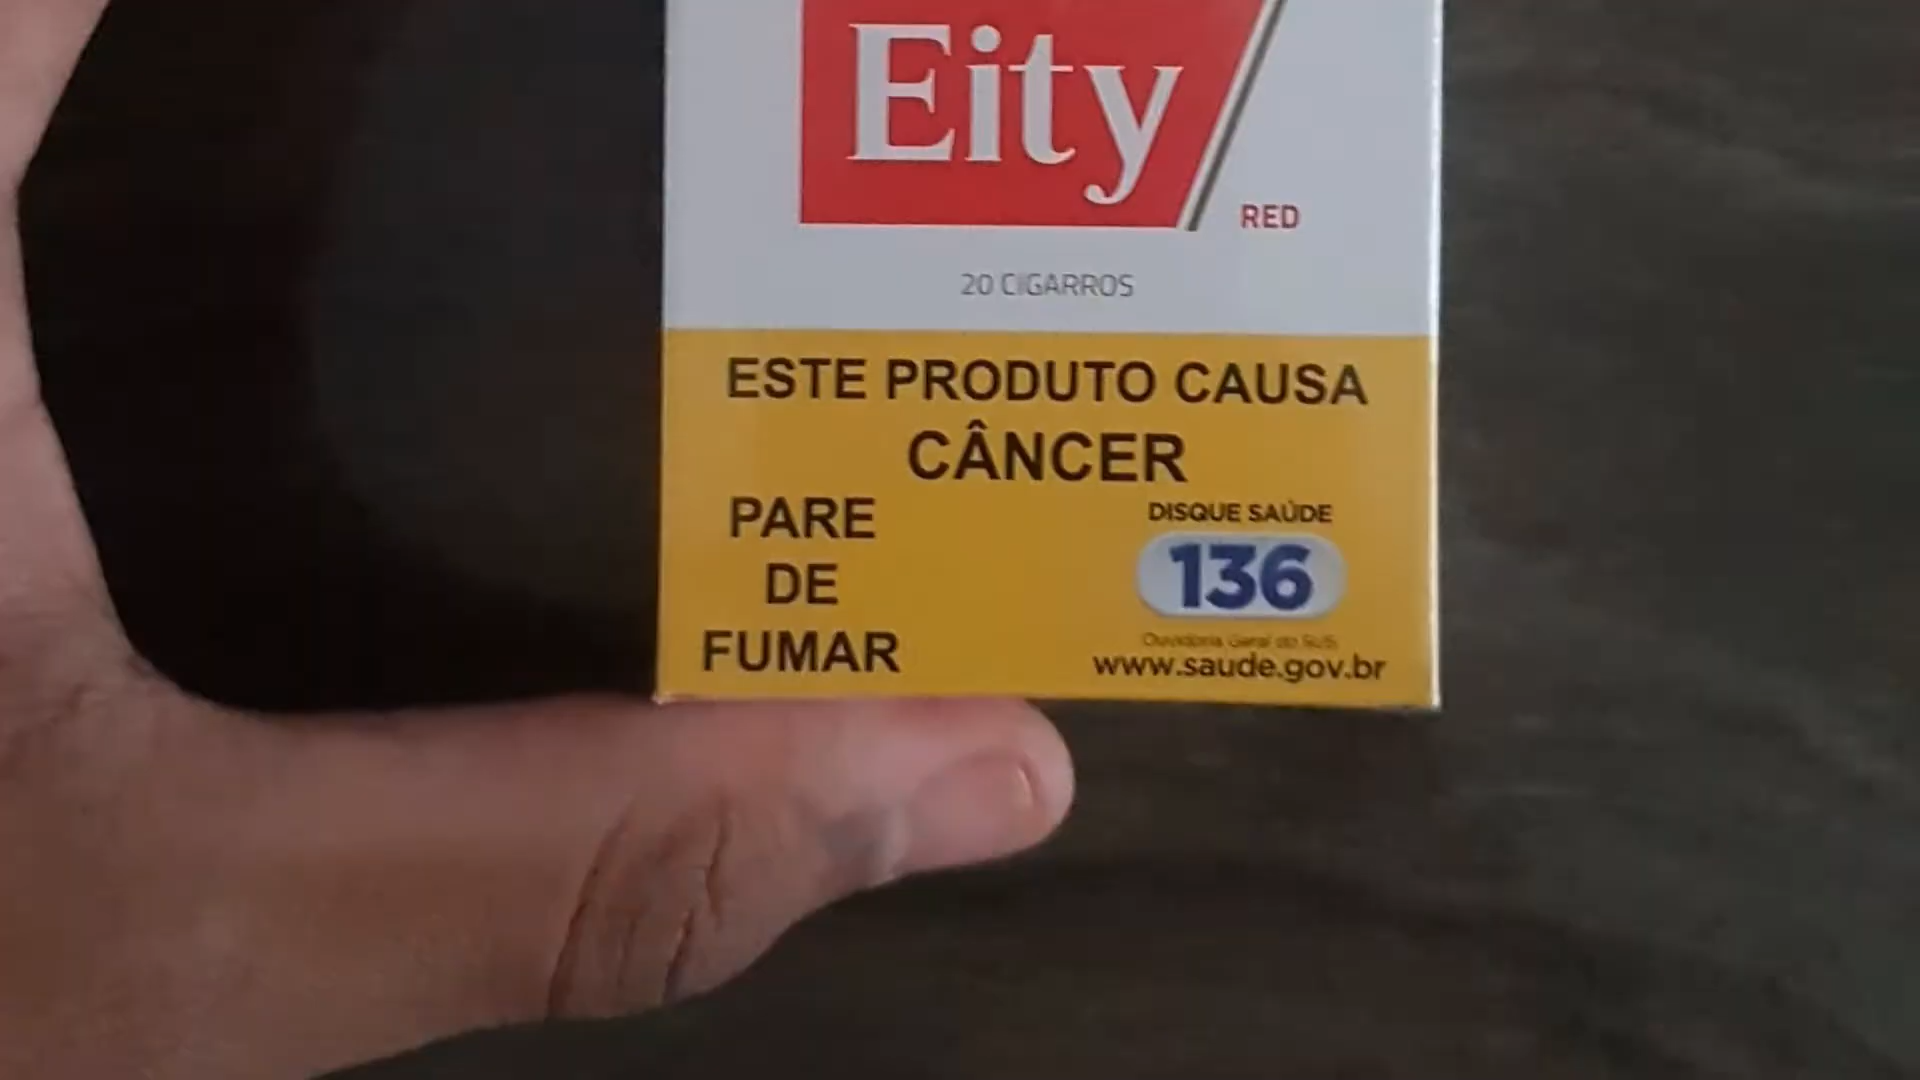 Eity
RED
20 CIGARROS
ESTE PRODUTO CAUSA
CÂNCER
PARE
DE
FUMAR
DISQUE SAÚDE
136
Ouvidoria Geral do SUS
www.saude.gov.br